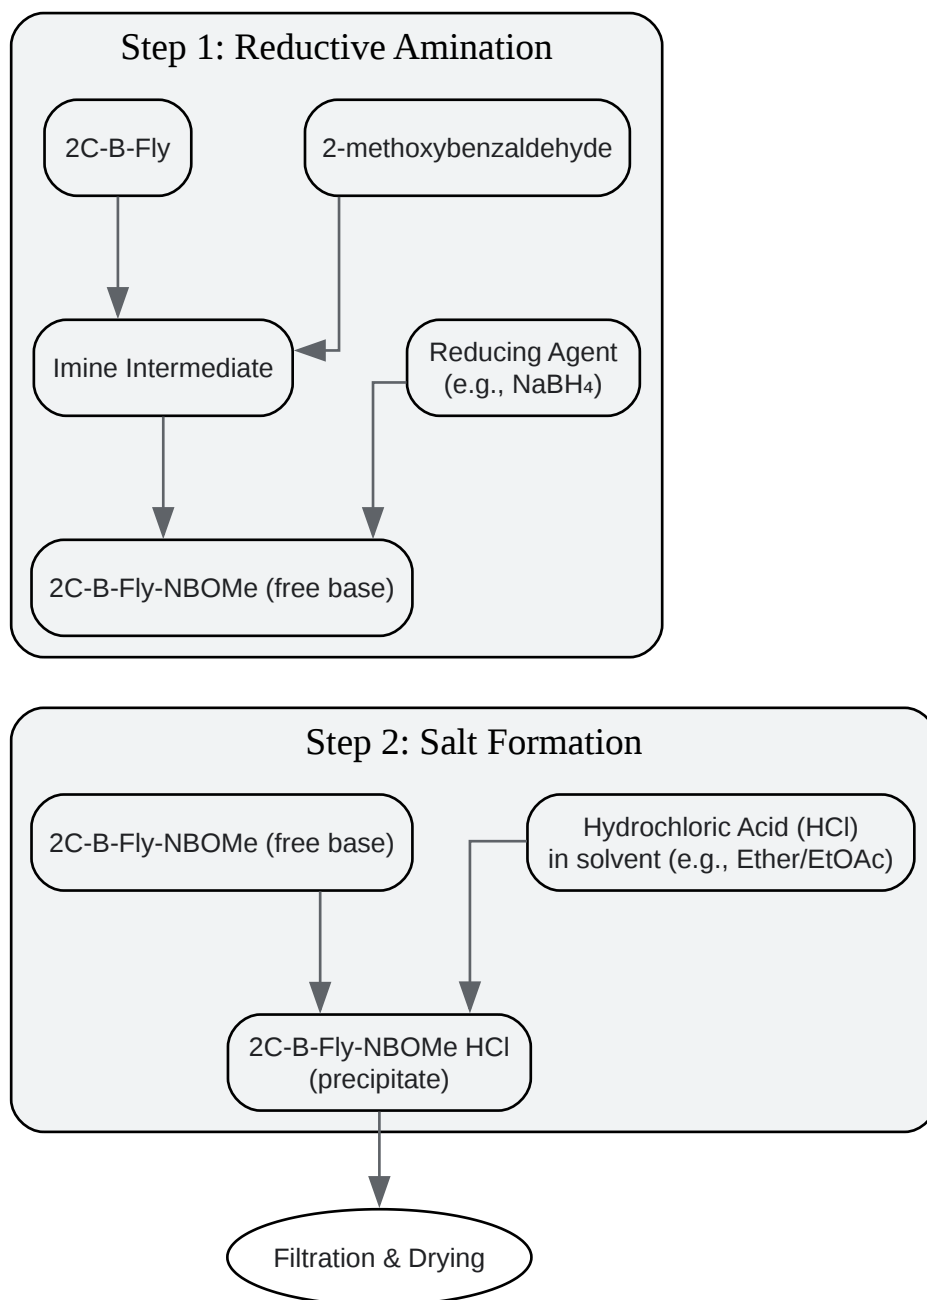 Step 1: Reductive Amination
2C-B-Fly
2-methoxybenzaldehyde
Imine Intermediate
Reducing Agent
(e.g., NaBH₄)
2C-B-Fly-NBOMe (free base)
Step 2: Salt Formation
2C-B-Fly-NBOMe (free base)
Hydrochloric Acid (HCl)
in solvent (e.g., Ether/EtOAc)
2C-B-Fly-NBOMe HCl
(precipitate)
Filtration & Drying